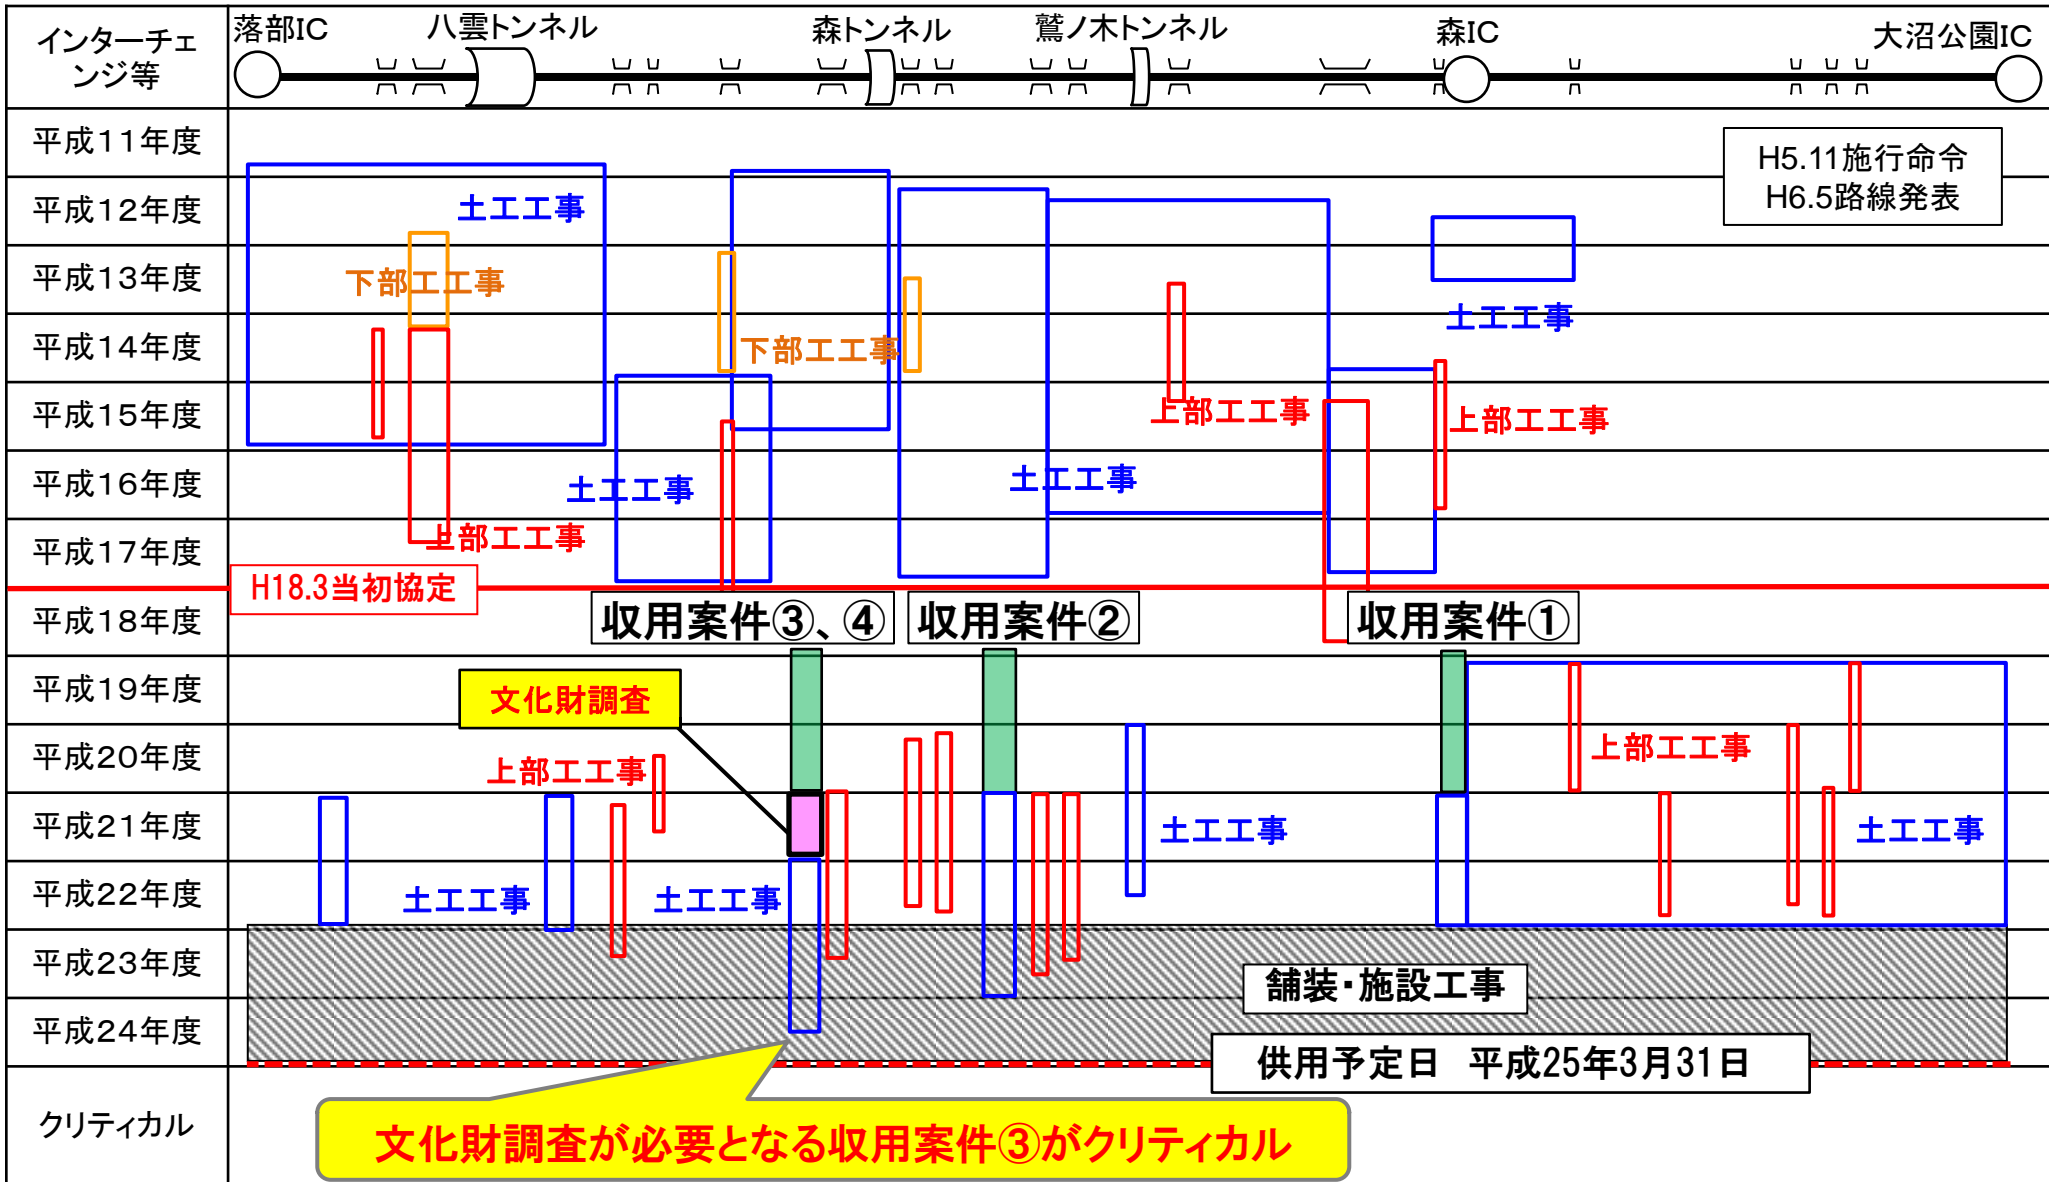 インターチェ
ンジ等
落部IC
八雲トンネル
森トンネル
鷲ノ木トンネル
森IC
大沼公園IC
平成11年度
H5.11施行命令
H6.5路線発表
平成12年度
土工工事
平成13年度
下部工工事
土工工事
平成14年度
下部工工事
平成15年度
上部工工事
上部工工事
平成16年度
土工工事
土工工事
平成17年度
上部工工事
H18.3当初協定
平成18年度
収用案件③、④
収用案件②
収用案件①
平成19年度
文化財調査
平成20年度
上部工工事
上部工工事
平成21年度
土工工事
土工工事
平成22年度
土工工事
土工工事
平成23年度
舗装・施設工事
平成24年度
供用予定日 平成25年3月31日
クリティカル
文化財調査が必要となる収用案件③がクリティカル